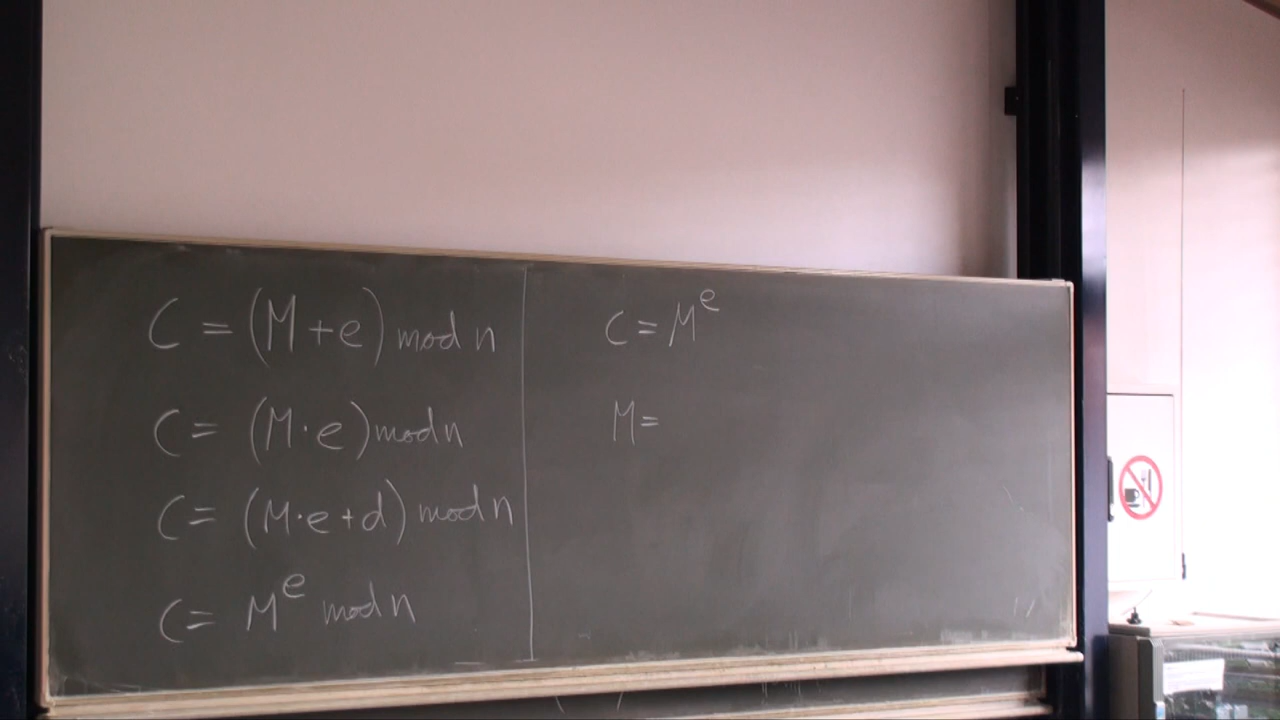 C = (M + e) mod n
C = (M · e) mod n
C = (M · e + d) mod n
C = M^e mod n
C = M^e
M =